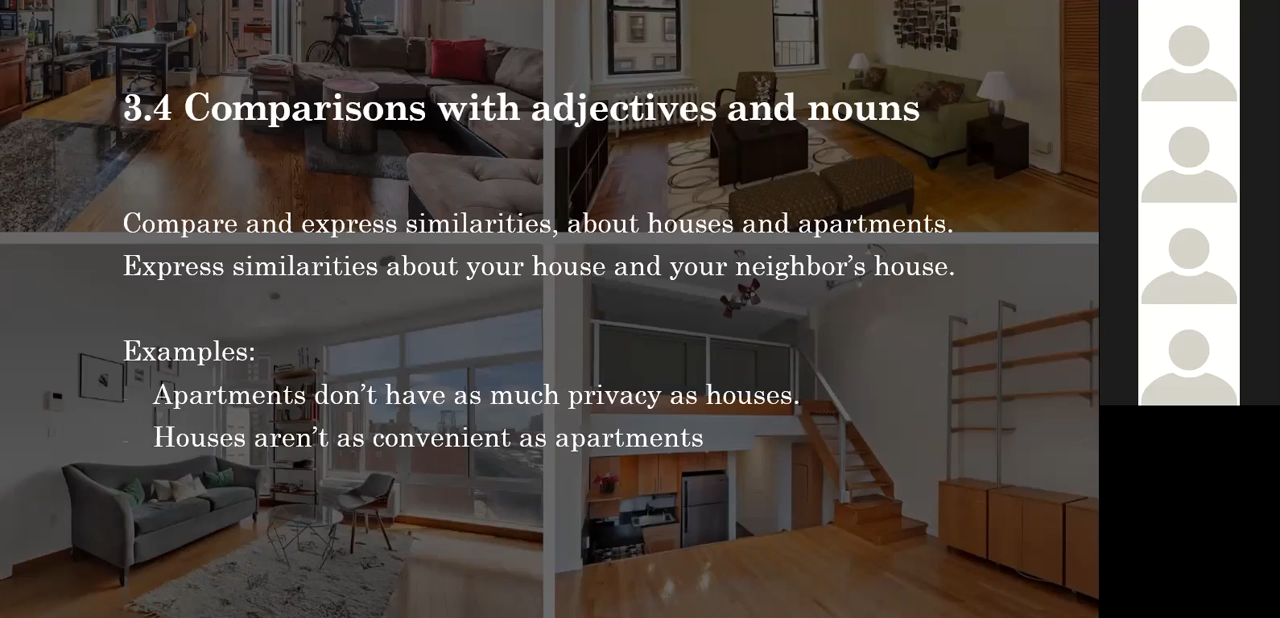 3.4 Comparisons with adjectives and nouns
Compare and express similarities, about houses and apartments.
Express similarities about your house and your neighbor's house.
Examples:
- Apartments don't have as much privacy as houses.
- Houses aren't as convenient as apartments